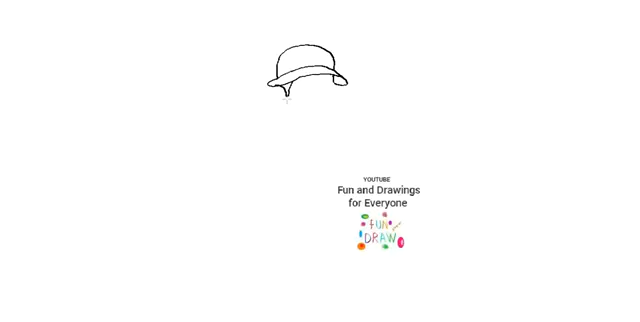 YOUTUBE
Fun and Drawings
for Everyone
FUN
DRAW